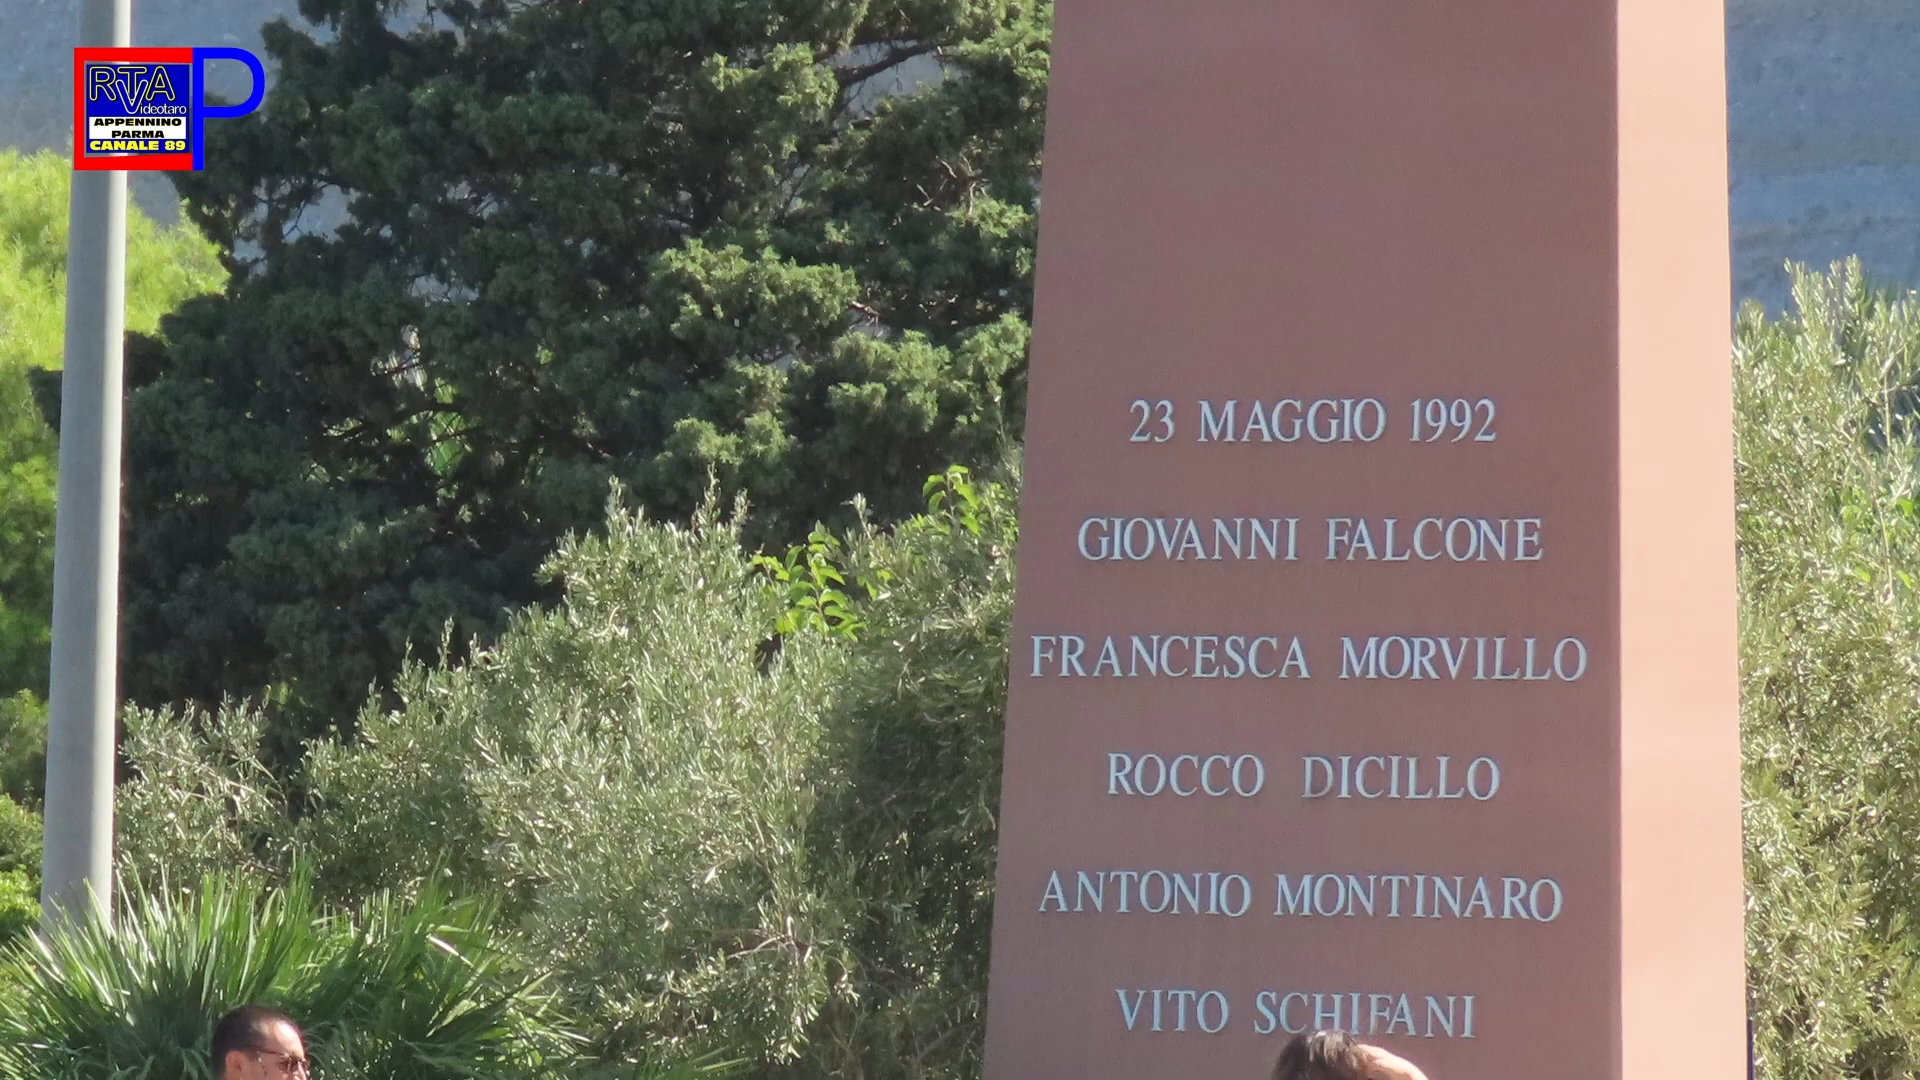 RTA
Videotaro
APPENNINO
PARMA
CANALE 89
P
23 MAGGIO 1992
GIOVANNI FALCONE
FRANCESCA MORVILLO
ROCCO DICILLO
ANTONIO MONTINARO
VITO SCHIFANI